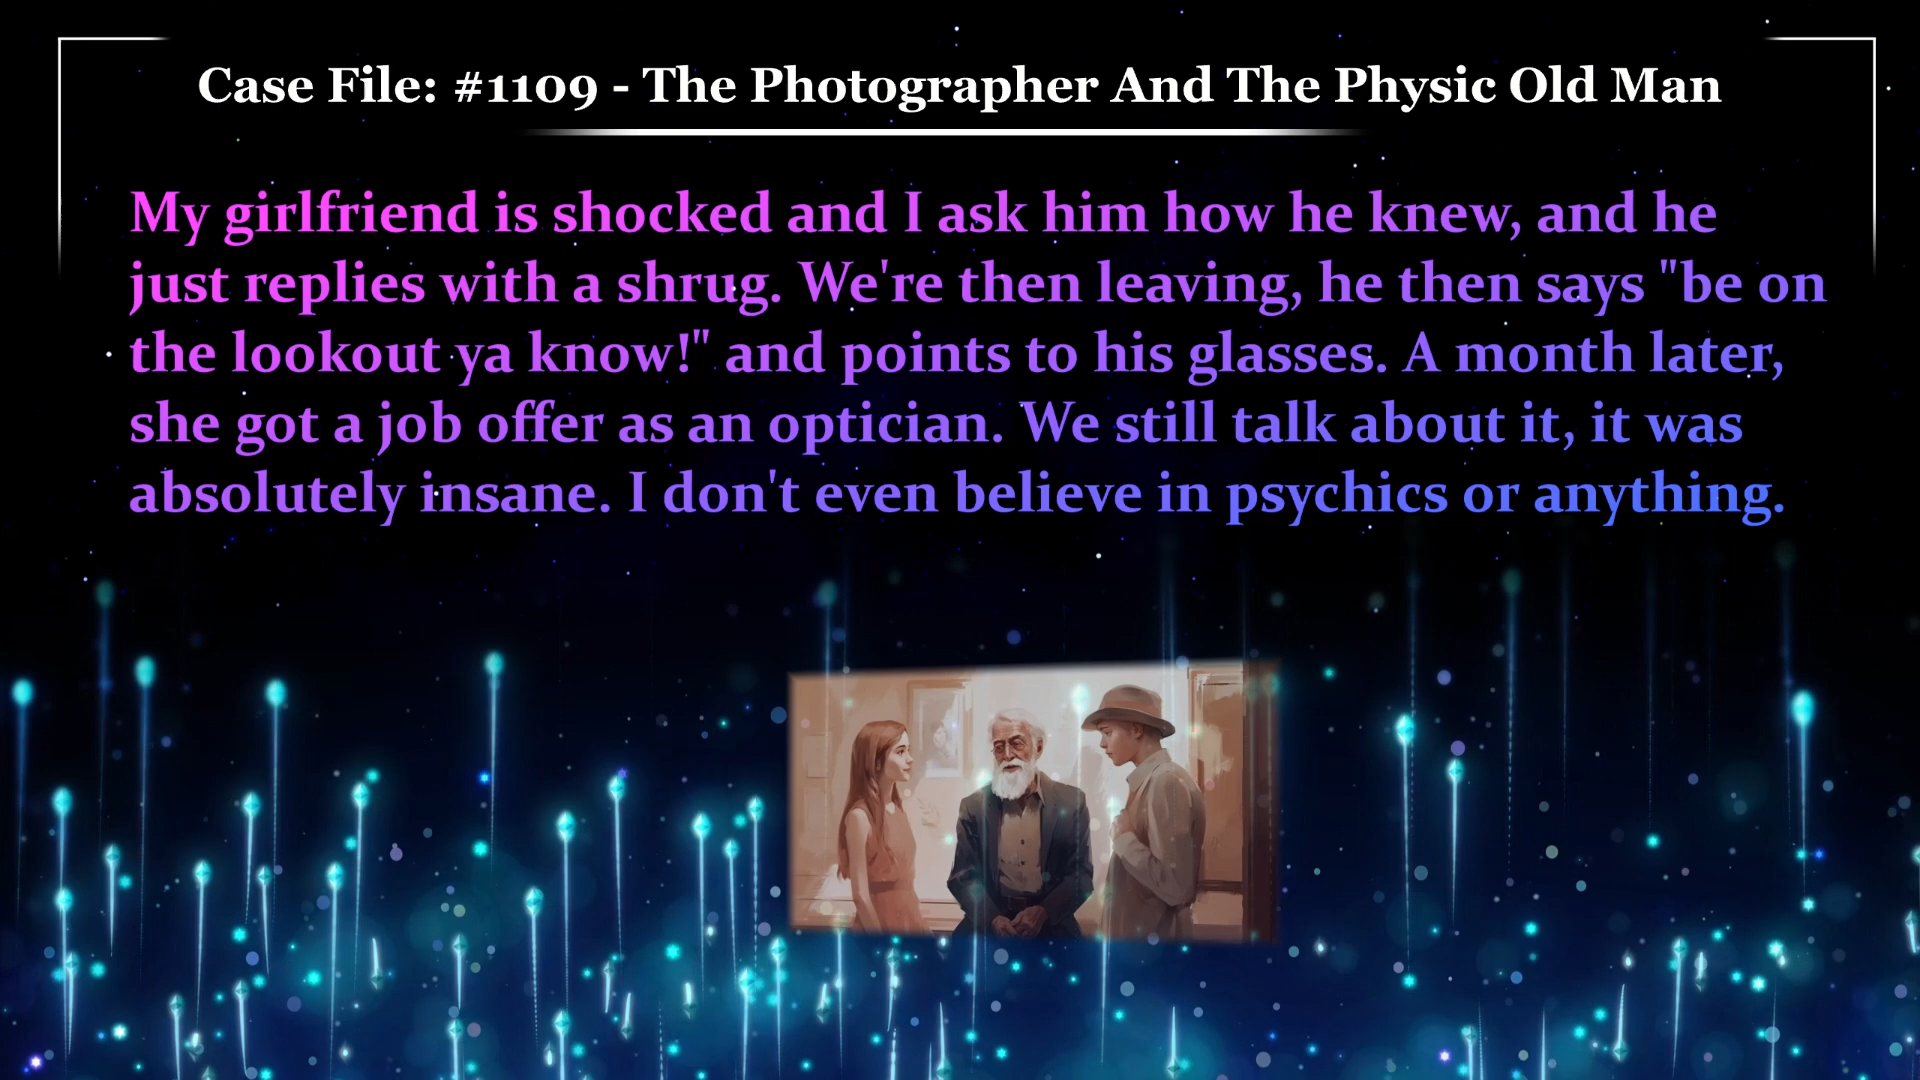 Case File: #1109 - The Photographer And The Physic Old Man
My girlfriend is shocked and I ask him how he knew, and he
just replies with a shrug. We're then leaving, he then says "be on
the lookout ya know!" and points to his glasses. A month later,
she got a job offer as an optician. We still talk about it, it was
absolutely insane. I don't even believe in psychics or anything.